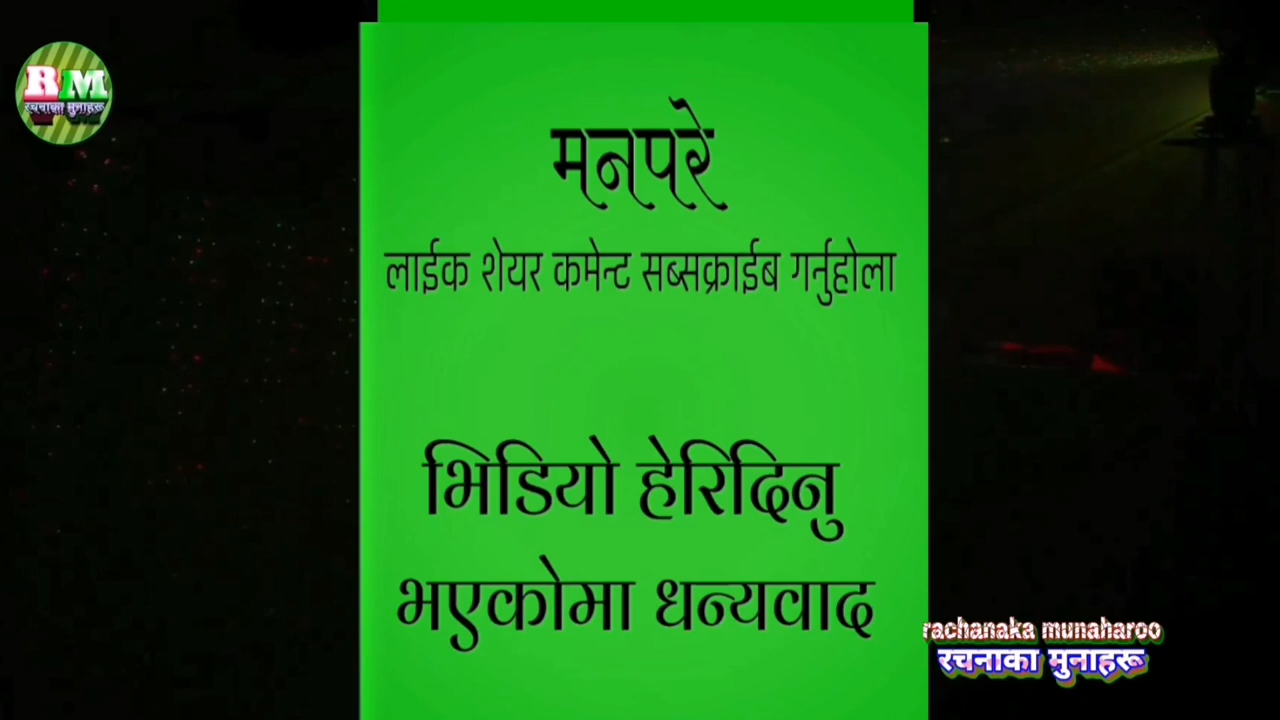 RM
रचनाका मुनाहरू
मनपरे
लाईक शेयर कमेन्ट सब्सक्राईब गर्नुहोला
भिडियो हेरिदिनु
भएकोमा धन्यवाद
rachanaka munaharoo
रचनाका मुनाहरू